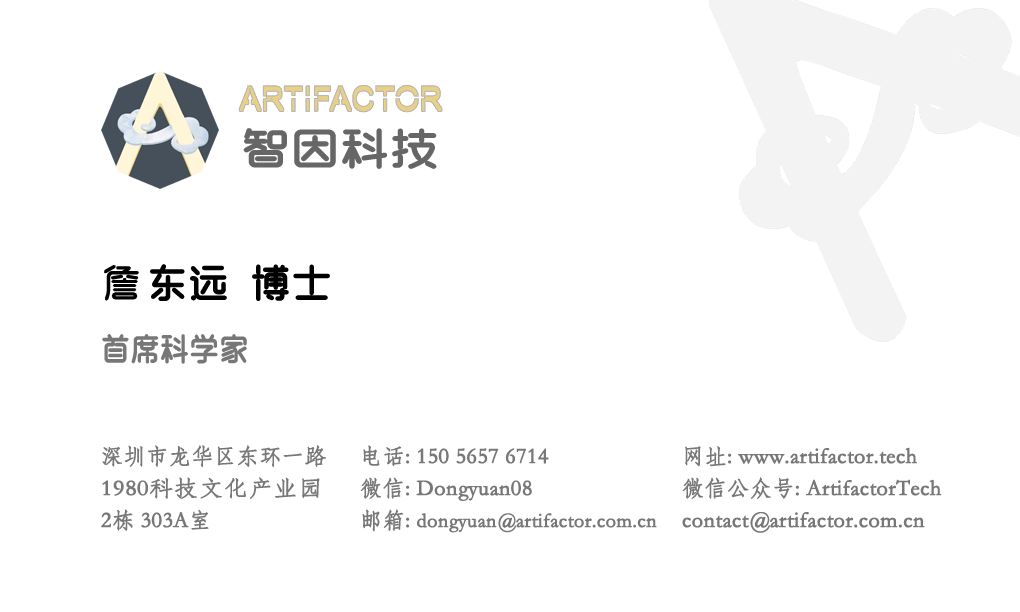 ARTIFACTOR
智因科技
詹东远 博士
首席科学家
深圳市龙华区东环一路
1980科技文化产业园
2栋 303A室
电话: 150 5657 6714
微信: Dongyuan08
邮箱: dongyuan@artifactor.com.cn
网址: www.artifactor.tech
微信公众号: ArtifactorTech
contact@artifactor.com.cn